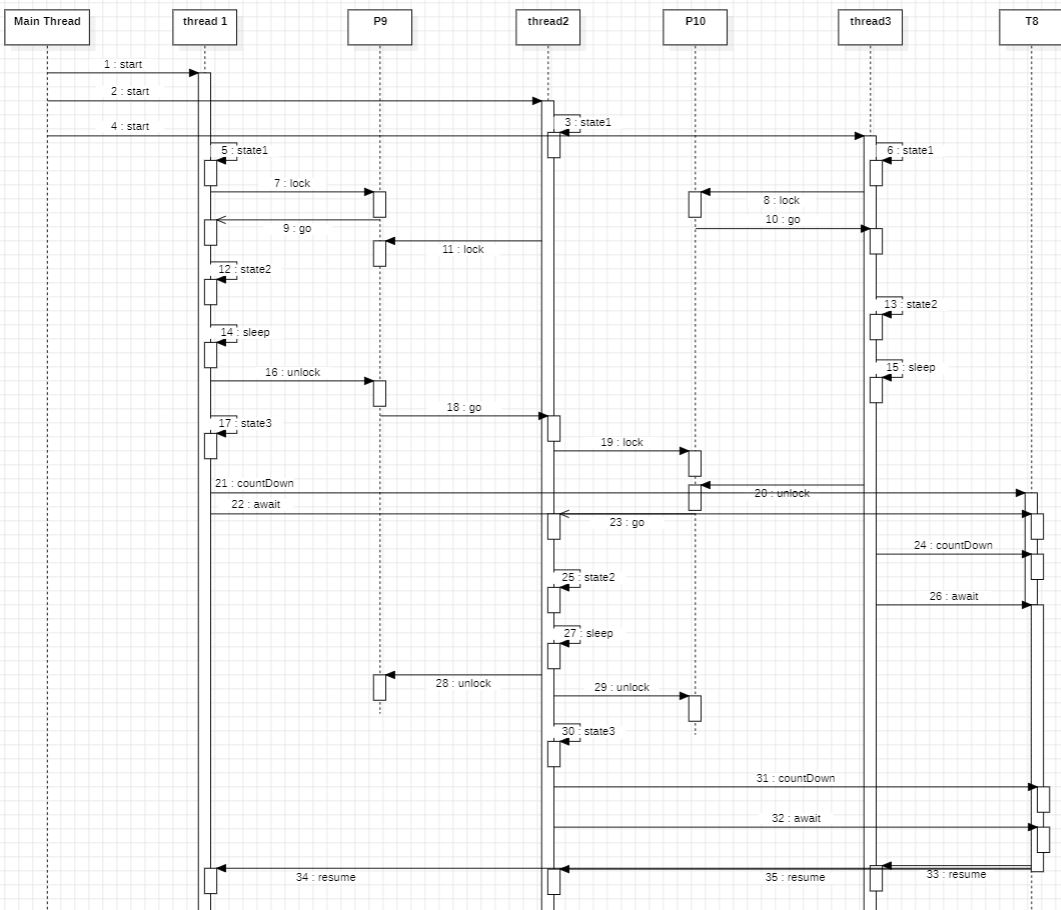 Main Thread
thread 1
P9
thread2
P10
thread3
T8
1 : start
2 : start
3 : state1
4 : start
5 : state1
6 : state1
7 : lock
8 : lock
9 : go
10 : go
11 : lock
12 : state2
13 : state2
14 : sleep
15 : sleep
16 : unlock
17 : state3
18 : go
19 : lock
20 : unlock
21 : countDown
22 : await
23 : go
24 : countDown
25 : state2
26 : await
27 : sleep
28 : unlock
29 : unlock
30 : state3
31 : countDown
32 : await
33 : resume
34 : resume
35 : resume